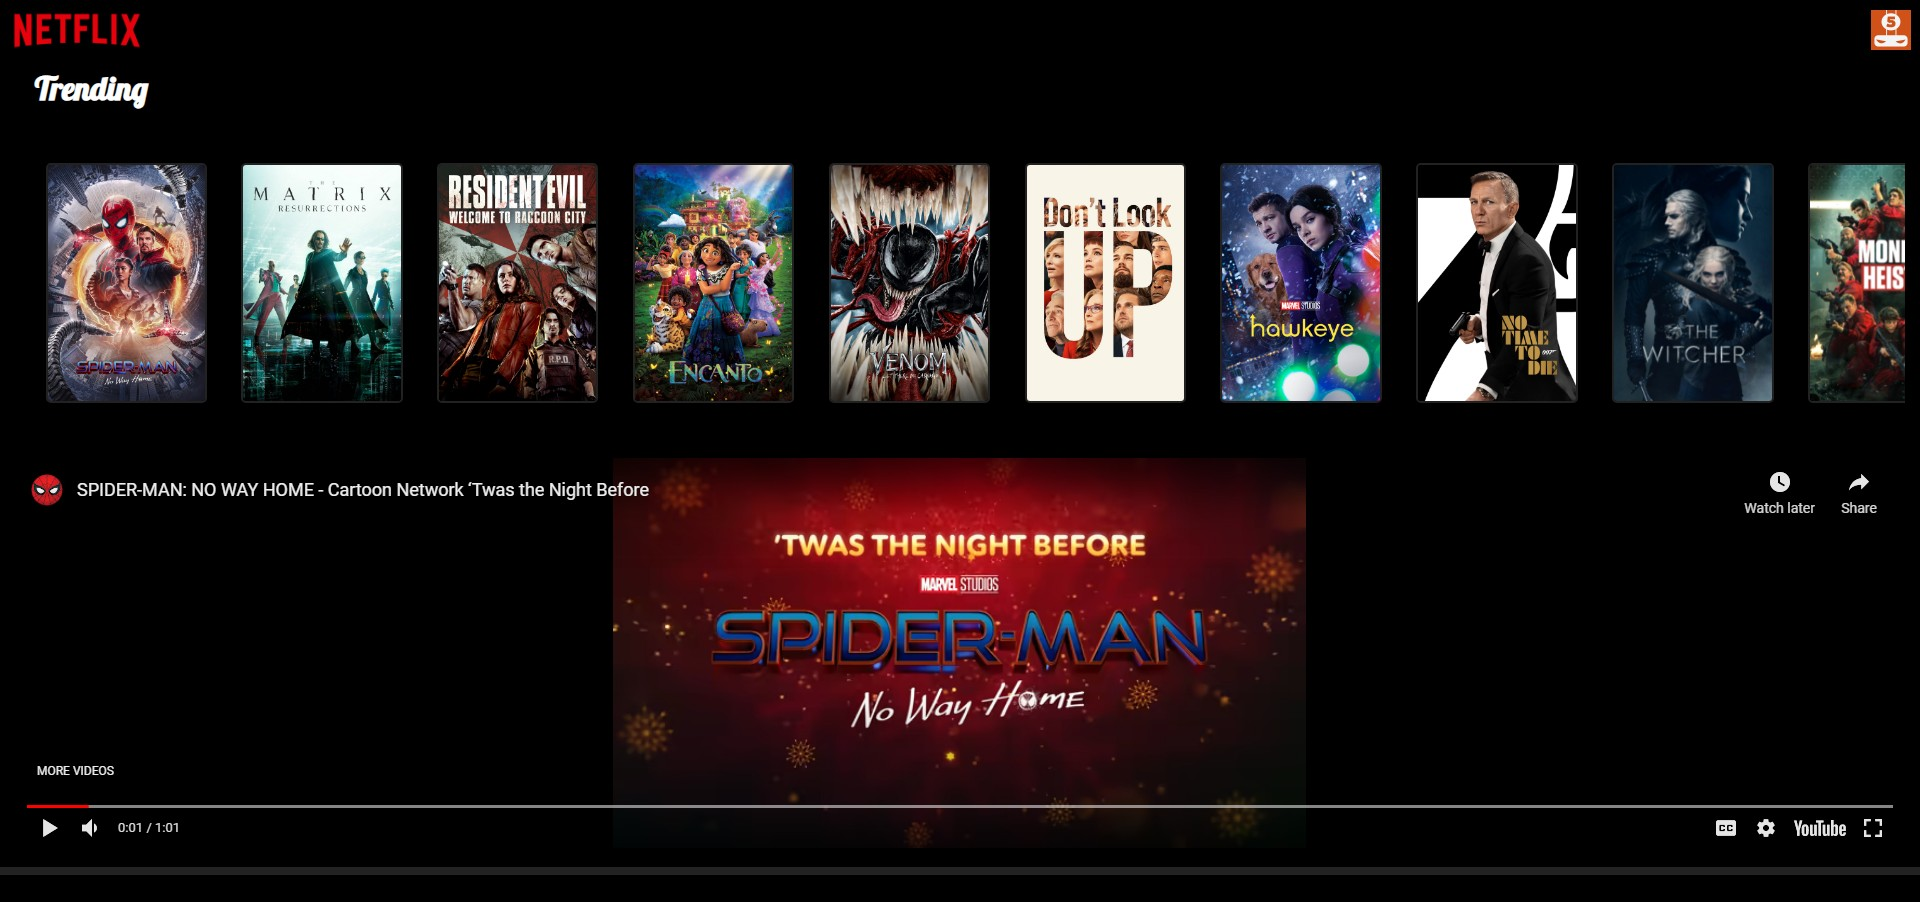 NETFLIX
5
Trending
SPIDER-MAN
No Way Home
THE
MATRIX
RESURRECTIONS
RESIDENT EVIL
WELCOME TO RACCOON CITY
R.P.D.
ENCANTO
VENOM
Don't Look
UP
MARVEL STUDIOS
hawkeye
NO
TIME
TO 007
DIE
THE
WITCHER
MON
HEIS
SPIDER-MAN: NO WAY HOME - Cartoon Network ‘Twas the Night Before
Watch later
Share
'TWAS THE NIGHT BEFORE
MARVEL STUDIOS
SPIDER-MAN
No Way Home
MORE VIDEOS
0:01 / 1:01
CC
YouTube